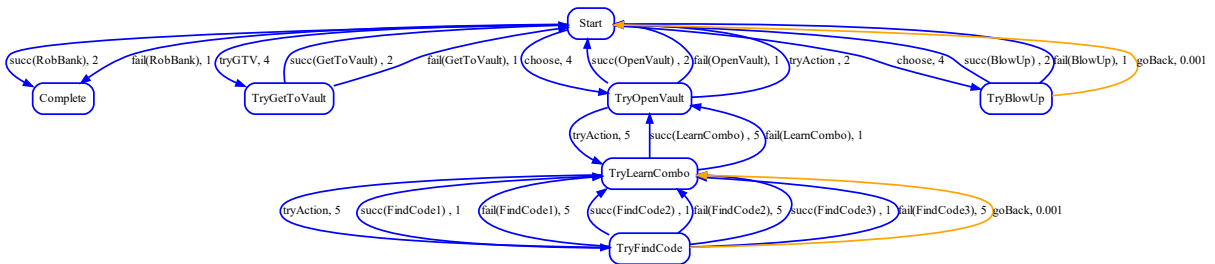 Start
succ(RobBank), 2
fail(RobBank), 1
tryGTV, 4
succ(GetToVault) , 2
fail(GetToVault), 1
choose, 4
succ(OpenVault) , 2
fail(OpenVault), 1
tryAction , 2
choose, 4
succ(BlowUp) , 2
fail(BlowUp), 1
goBack, 0.001
Complete
TryGetToVault
TryOpenVault
TryBlowUp
tryAction, 5
succ(LearnCombo) , 5
fail(LearnCombo), 1
TryLearnCombo
tryAction, 5
succ(FindCode1) , 1
fail(FindCode1), 5
succ(FindCode2) , 1
fail(FindCode2), 5
succ(FindCode3) , 1
fail(FindCode3), 5
goBack, 0.001
TryFindCode